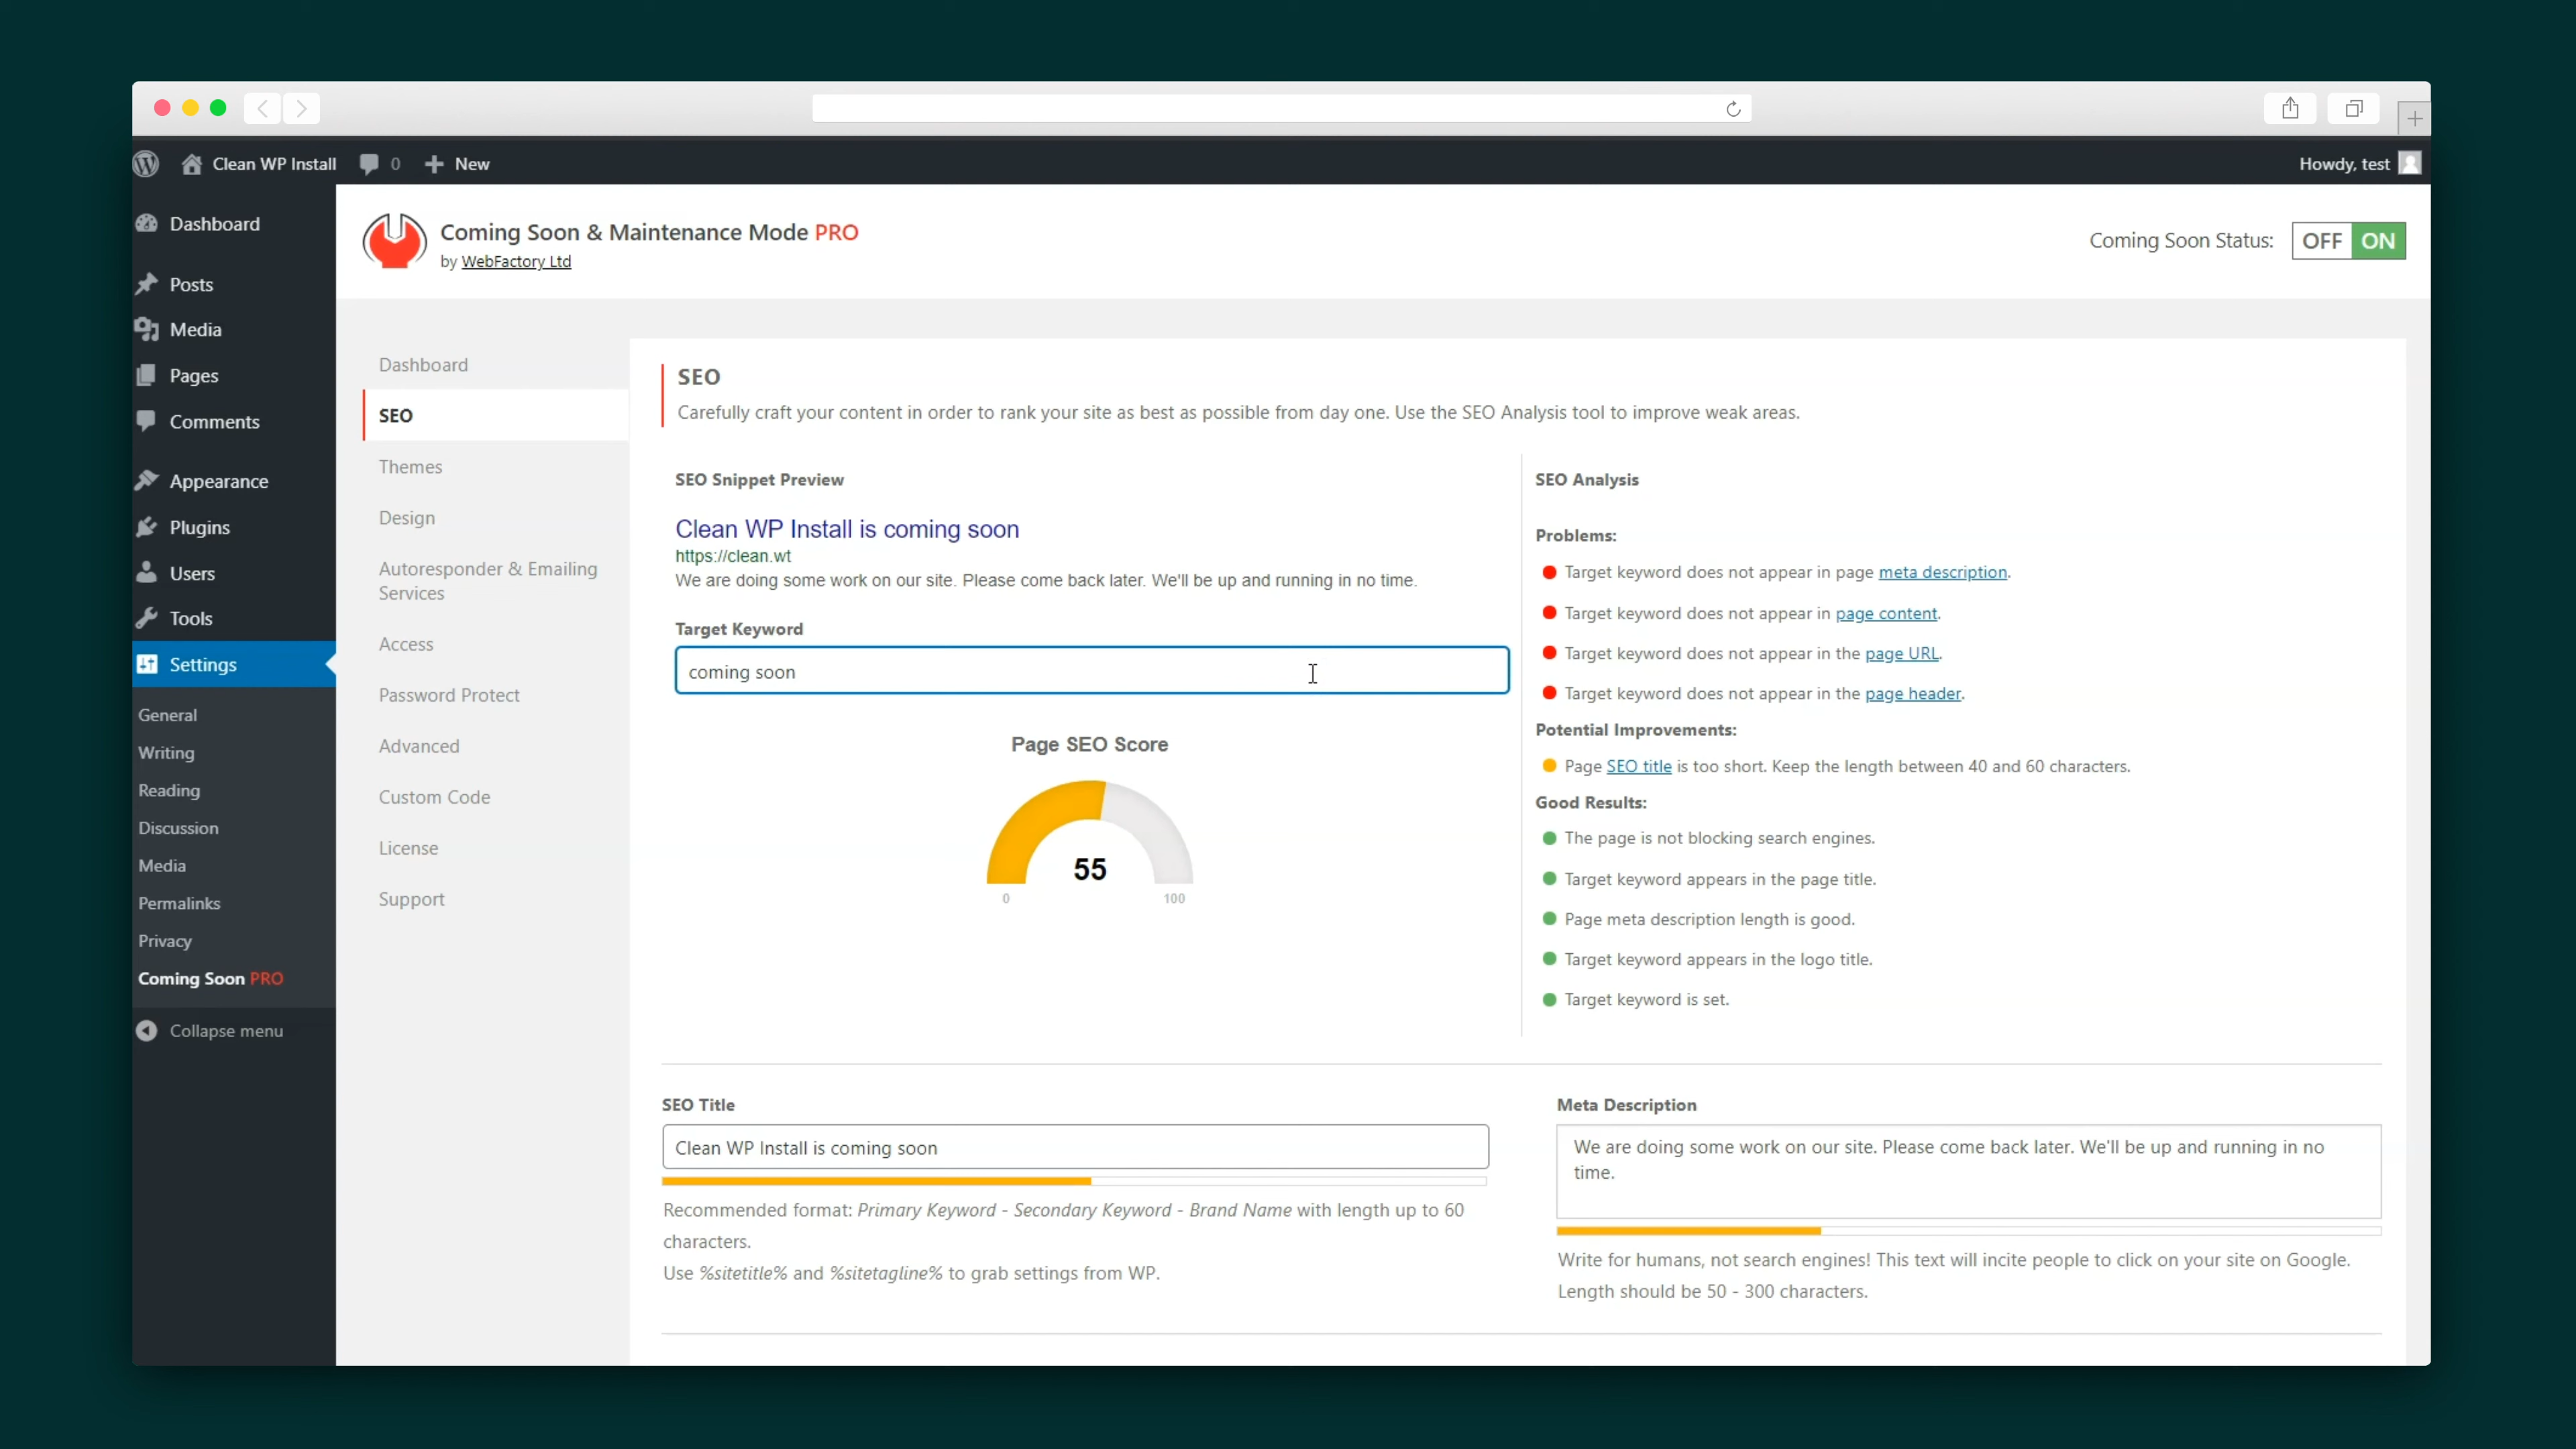 Clean WP Install 0 New Howdy, test
Dashboard
Posts
Media
Pages
Comments
Appearance
Plugins
Users
Tools
Settings
General
Writing
Reading
Discussion
Media
Permalinks
Privacy
Coming Soon PRO
Collapse menu
Coming Soon & Maintenance Mode PRO
by WebFactory Ltd
Coming Soon Status: OFF ON
Dashboard
SEO
Themes
Design
Autoresponder & Emailing
Services
Access
Password Protect
Advanced
Custom Code
License
Support
SEO
Carefully craft your content in order to rank your site as best as possible from day one. Use the SEO Analysis tool to improve weak areas.
SEO Snippet Preview
Clean WP Install is coming soon
https://clean.wt
We are doing some work on our site. Please come back later. We'll be up and running in no time.
Target Keyword
coming soon
Page SEO Score
55
0 100
SEO Analysis
Problems:
Target keyword does not appear in page meta description.
Target keyword does not appear in page content.
Target keyword does not appear in the page URL.
Target keyword does not appear in the page header.
Potential Improvements:
Page SEO title is too short. Keep the length between 40 and 60 characters.
Good Results:
The page is not blocking search engines.
Target keyword appears in the page title.
Page meta description length is good.
Target keyword appears in the logo title.
Target keyword is set.
SEO Title
Clean WP Install is coming soon
Recommended format: Primary Keyword - Secondary Keyword - Brand Name with length up to 60
characters.
Use %sitetitle% and %sitetagline% to grab settings from WP.
Meta Description
We are doing some work on our site. Please come back later. We'll be up and running in no
time.
Write for humans, not search engines! This text will incite people to click on your site on Google.
Length should be 50 - 300 characters.